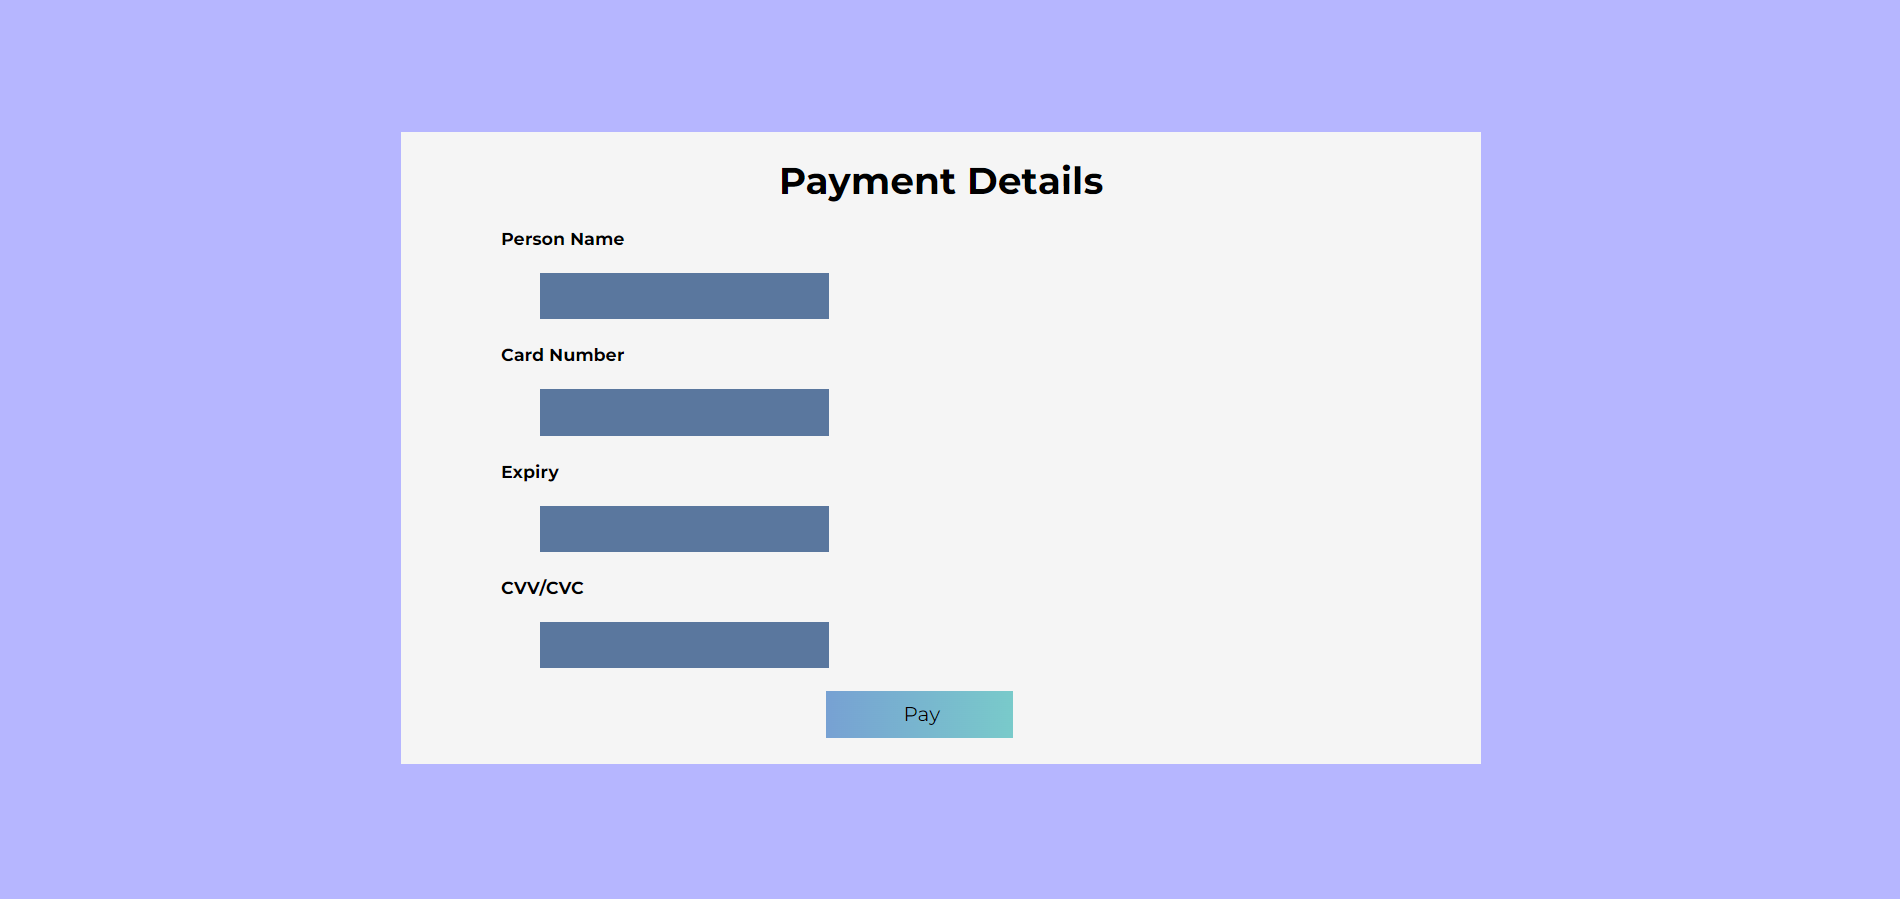 Payment Details
Person Name
Card Number
Expiry
CVV/CVC
Pay